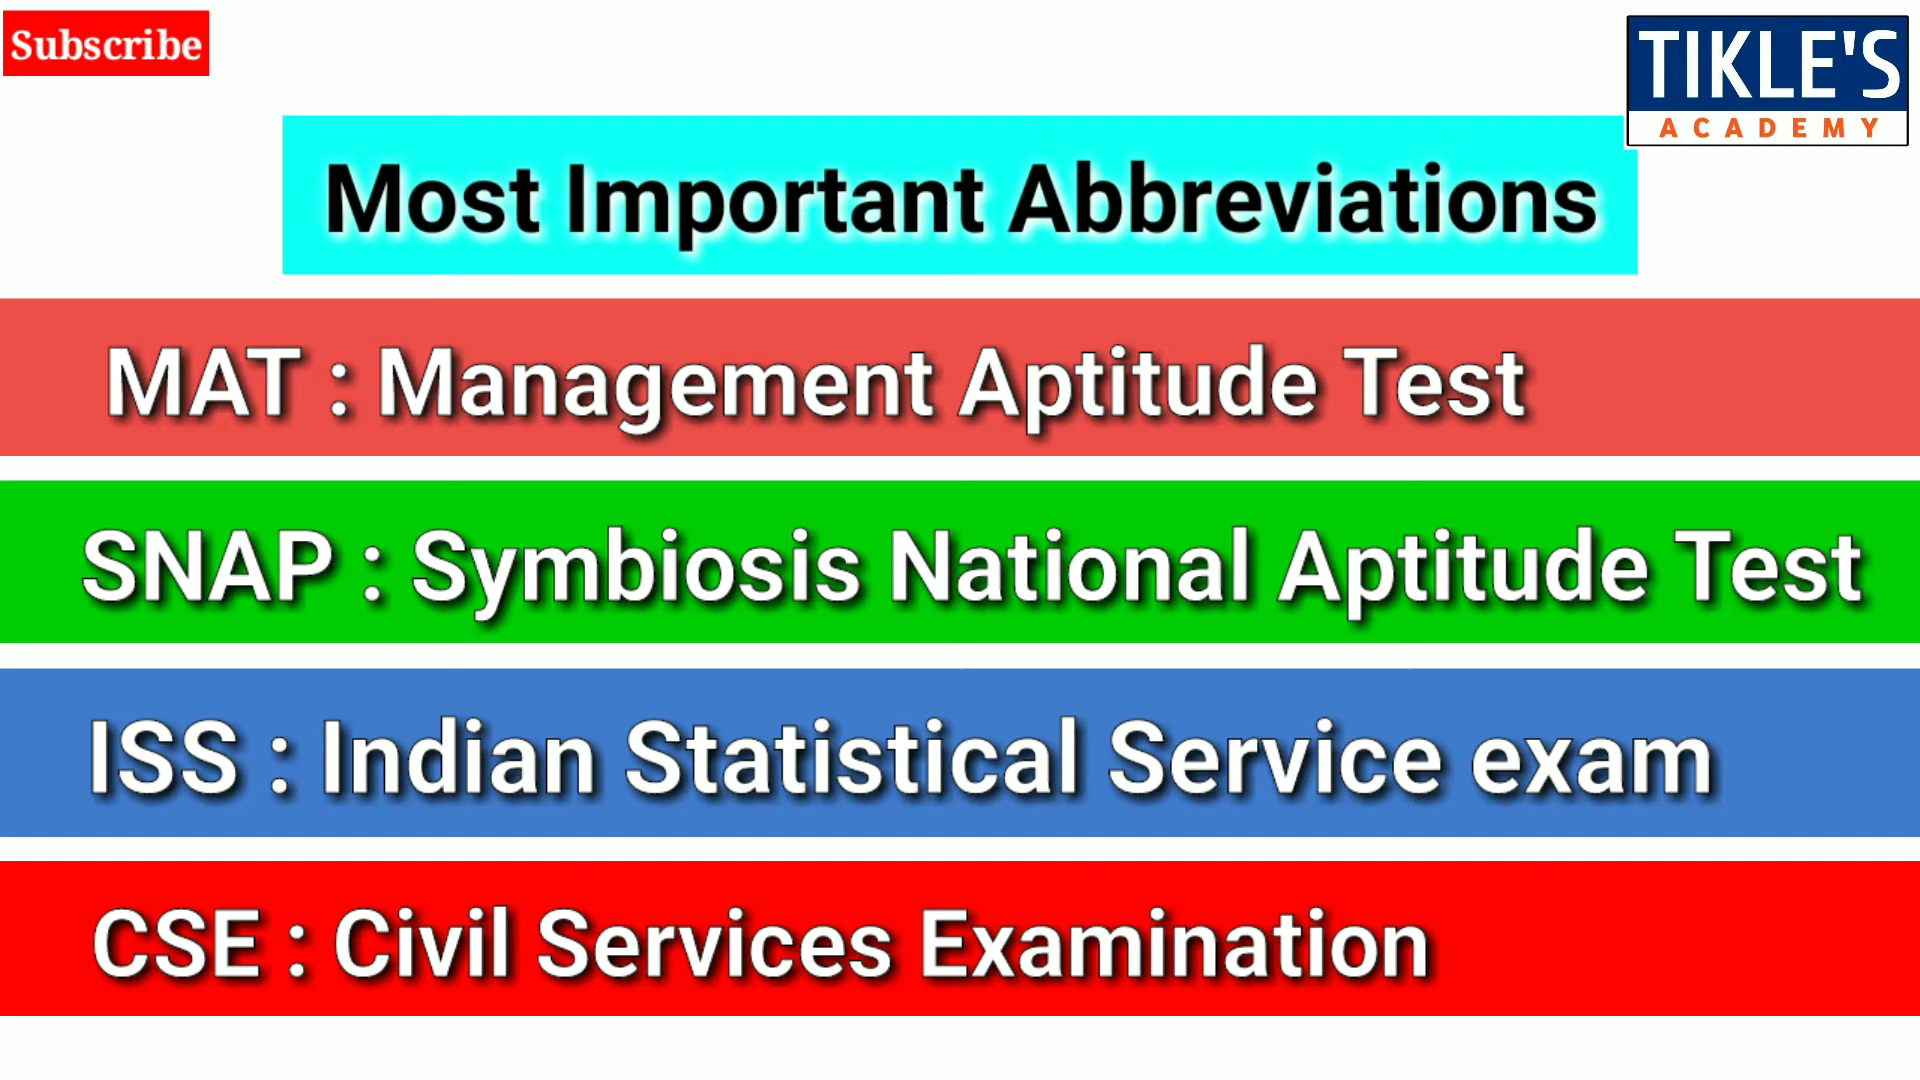 Subscribe
TIKLE'S
ACADEMY
Most Important Abbreviations
MAT : Management Aptitude Test
SNAP : Symbiosis National Aptitude Test
ISS : Indian Statistical Service exam
CSE : Civil Services Examination